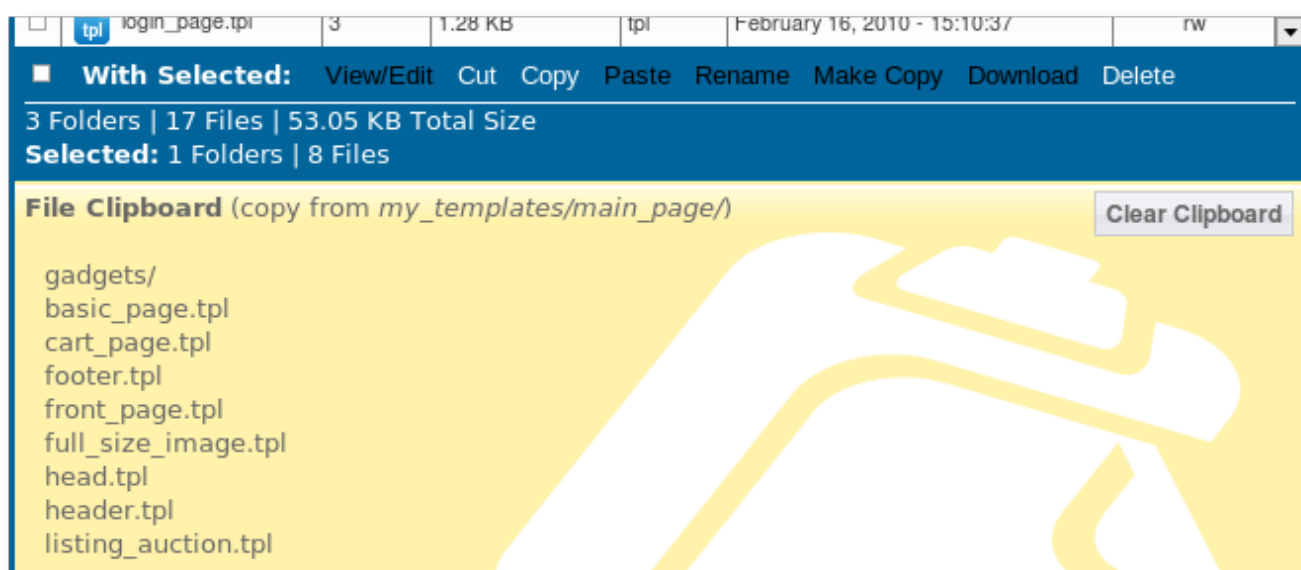 tpl login_page.tpl 3 1.28 KB tpl February 16, 2010 - 15:10:37 rw
With Selected: View/Edit Cut Copy Paste Rename Make Copy Download Delete
3 Folders | 17 Files | 53.05 KB Total Size
Selected: 1 Folders | 8 Files
File Clipboard (copy from my_templates/main_page/) Clear Clipboard
gadgets/
basic_page.tpl
cart_page.tpl
footer.tpl
front_page.tpl
full_size_image.tpl
head.tpl
header.tpl
listing_auction.tpl